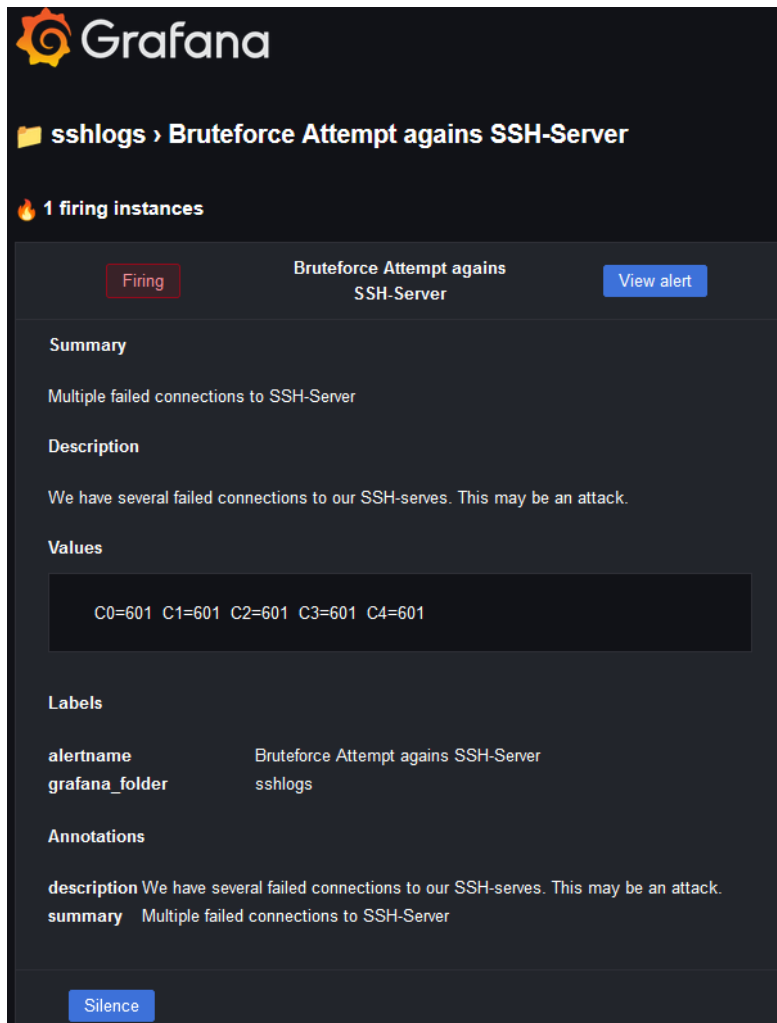 Grafana
sshlogs › Bruteforce Attempt agains SSH-Server
1 firing instances
Firing
Bruteforce Attempt agains
SSH-Server
View alert
Summary
Multiple failed connections to SSH-Server
Description
We have several failed connections to our SSH-serves. This may be an attack.
Values
C0=601 C1=601 C2=601 C3=601 C4=601
Labels
alertname Bruteforce Attempt agains SSH-Server
grafana_folder sshlogs
Annotations
description We have several failed connections to our SSH-serves. This may be an attack.
summary Multiple failed connections to SSH-Server
Silence